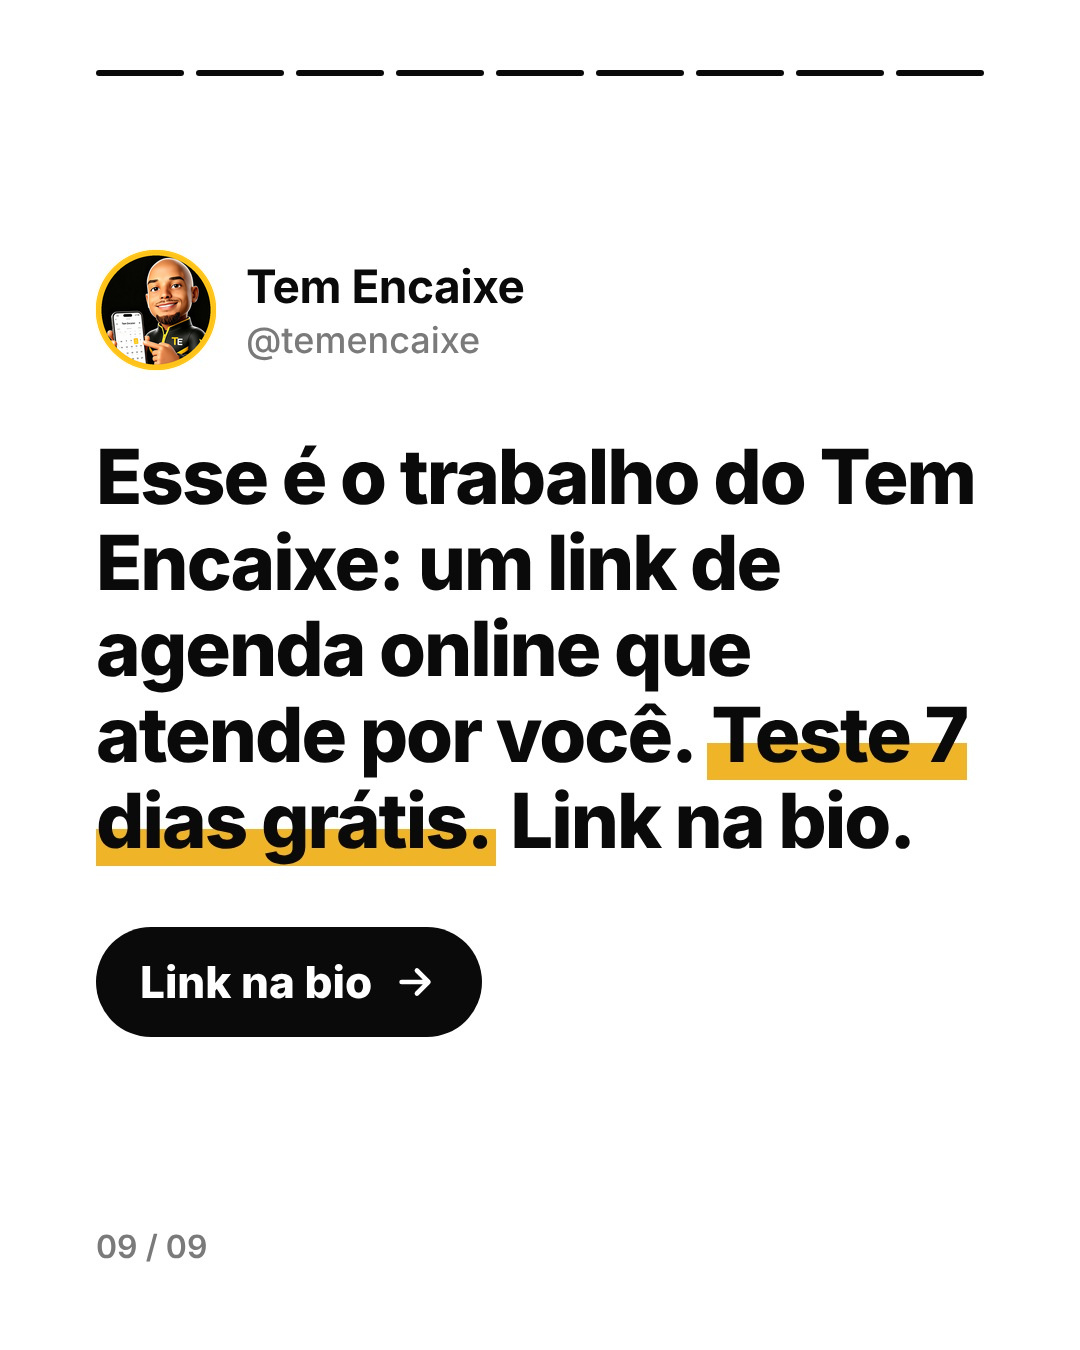 Tem Encaixe
@temencaixe
TE
Esse é o trabalho do Tem
Encaixe: um link de
agenda online que
atende por você. Teste 7
dias grátis. Link na bio.
Link na bio →
09 / 09